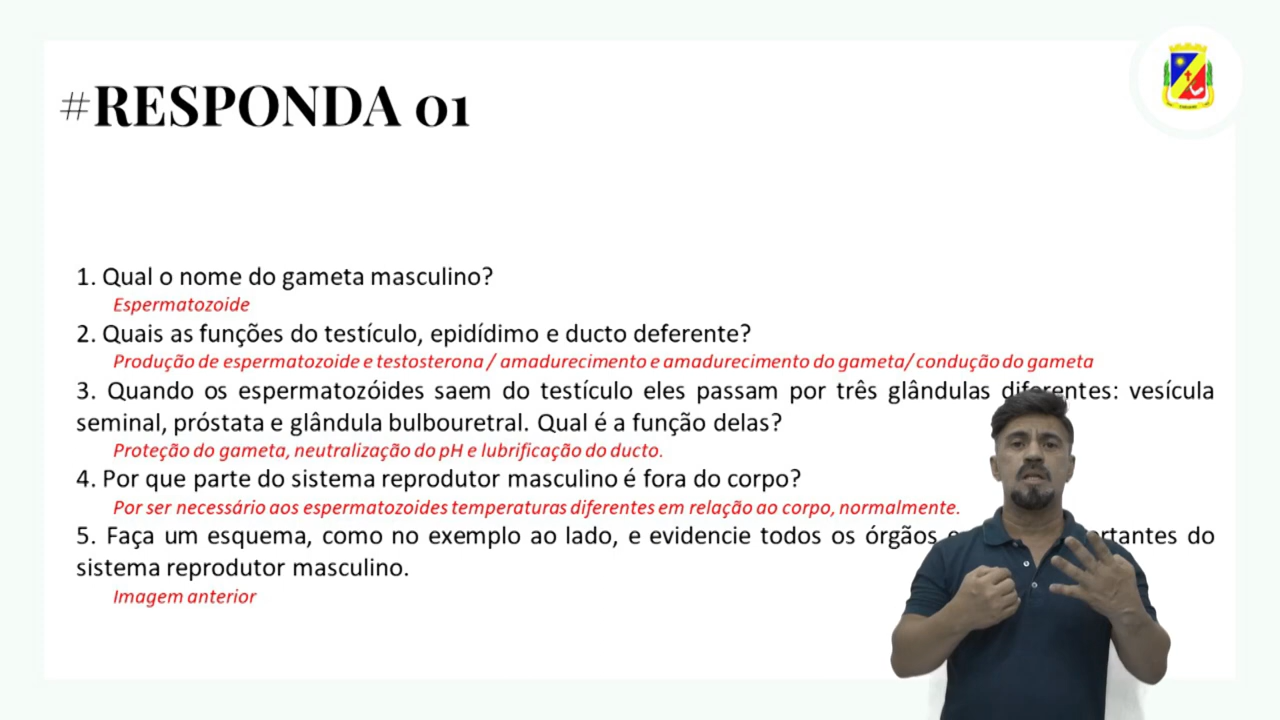 #RESPONDA 01
1. Qual o nome do gameta masculino?
Espermatozoide
2. Quais as funções do testículo, epidídimo e ducto deferente?
Produção de espermatozoide e testosterona / amadurecimento e amadurecimento do gameta/ condução do gameta
3. Quando os espermatozóides saem do testículo eles passam por três glândulas diferentes: vesícula
seminal, próstata e glândula bulbouretral. Qual é a função delas?
Proteção do gameta, neutralização do pH e lubrificação do ducto.
4. Por que parte do sistema reprodutor masculino é fora do corpo?
Por ser necessário aos espermatozoides temperaturas diferentes em relação ao corpo, normalmente.
5. Faça um esquema, como no exemplo ao lado, e evidencie todos os órgãos do
sistema reprodutor masculino.
Imagem anterior